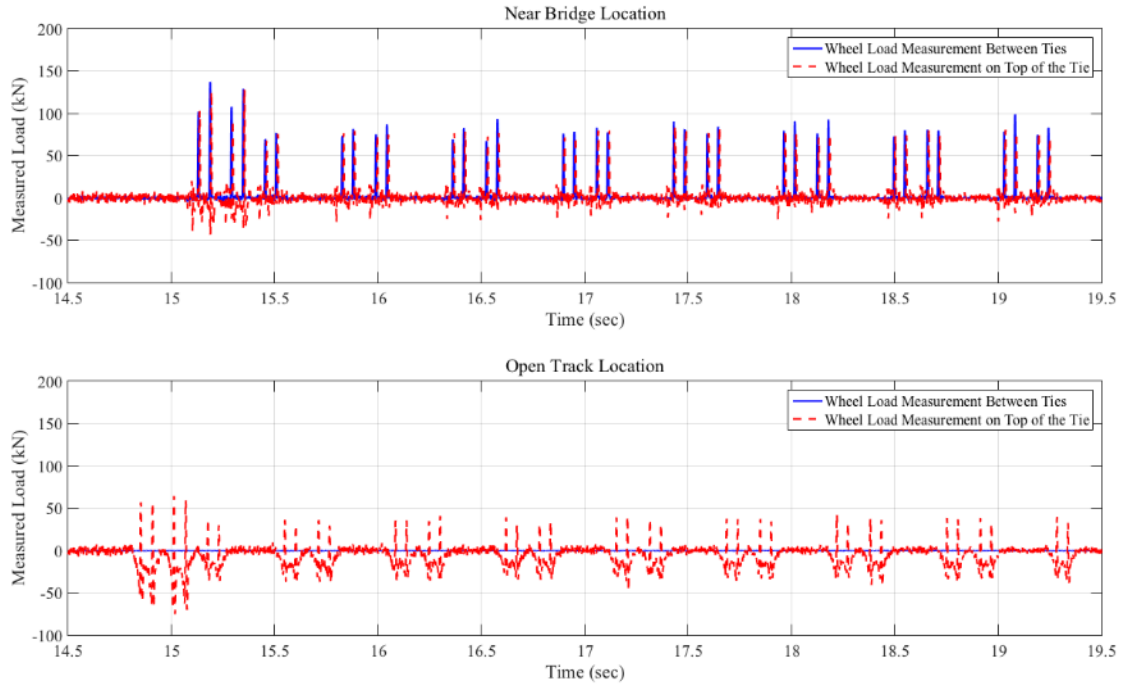 Near Bridge Location
200
150
100
50
0
-50
-100
Measured Load (kN)
Wheel Load Measurement Between Ties
Wheel Load Measurement on Top of the Tie
14.5 15 15.5 16 16.5 17 17.5 18 18.5 19 19.5
Time (sec)
Open Track Location
200
150
100
50
0
-50
-100
Measured Load (kN)
Wheel Load Measurement Between Ties
Wheel Load Measurement on Top of the Tie
14.5 15 15.5 16 16.5 17 17.5 18 18.5 19 19.5
Time (sec)